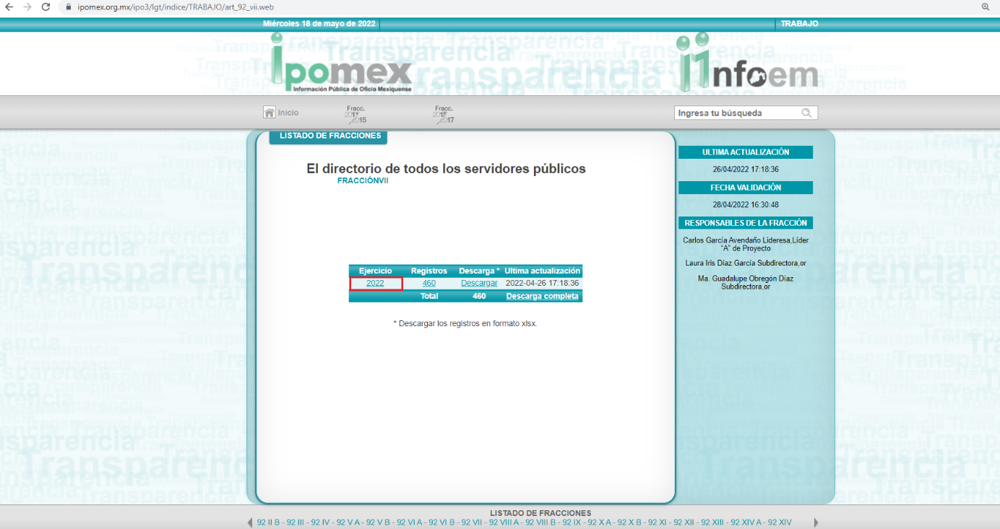 ipomex.org.mx/ipo3/lgt/indice/TRABAJO/art_92_vii.web
Miércoles 18 de mayo de 2022
TRABAJO
ipomex
Información Pública de Oficio Mexiquense
infoem
Inicio
Fracc.
2015
Fracc.
2017
Ingresa tu búsqueda
LISTADO DE FRACCIONES
El directorio de todos los servidores públicos
FRACCIÓNVII
Ejercicio Registros Descarga * Ultima actualización
2022 460 Descargar 2022-04-26 17:18:36
Total 460 Descarga completa
* Descargar los registros en formato xlsx.
ULTIMA ACTUALIZACIÓN
26/04/2022 17:18:36
FECHA VALIDACIÓN
28/04/2022 16:30:48
RESPONSABLES DE LA FRACCIÓN
Carlos García Avendaño Lideresa,Líder
“A” de Proyecto
Laura Iris Díaz García Subdirectora,or
Ma. Guadalupe Obregón Díaz
Subdirectora,or
LISTADO DE FRACCIONES
92 II B - 92 III - 92 IV - 92 V A - 92 V B - 92 VI A - 92 VI B - 92 VII - 92 VIII A - 92 VIII B - 92 IX - 92 X A - 92 X B - 92 XI - 92 XII - 92 XIII - 92 XIV A - 92 XIV